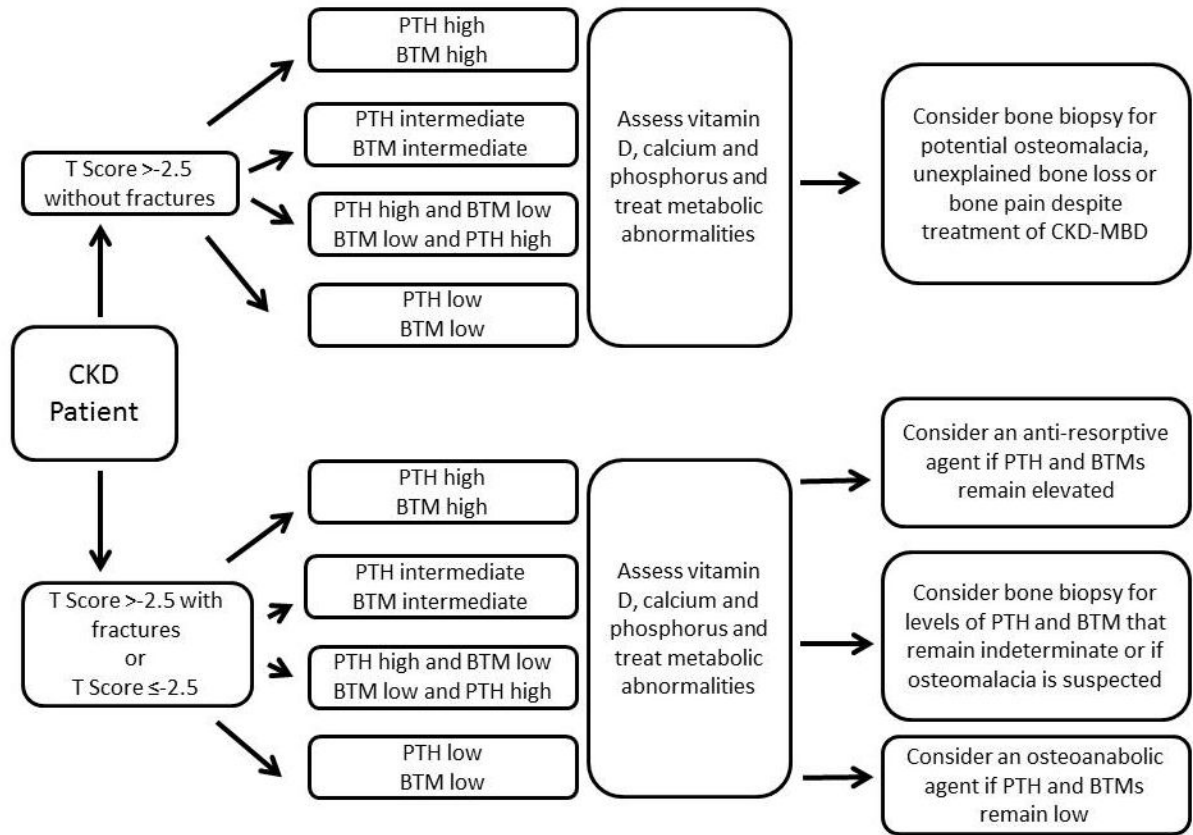 PTH high
BTM high
PTH intermediate
BTM intermediate
PTH high and BTM low
BTM low and PTH high
PTH low
BTM low
T Score >-2.5
without fractures
Assess vitamin
D, calcium and
phosphorus and
treat metabolic
abnormalities
Consider bone biopsy for
potential osteomalacia,
unexplained bone loss or
bone pain despite
treatment of CKD-MBD
CKD
Patient
T Score >-2.5 with
fractures
or
T Score ≤-2.5
PTH high
BTM high
PTH intermediate
BTM intermediate
PTH high and BTM low
BTM low and PTH high
PTH low
BTM low
Assess vitamin
D, calcium and
phosphorus and
treat metabolic
abnormalities
Consider an anti-resorptive
agent if PTH and BTMs
remain elevated
Consider bone biopsy for
levels of PTH and BTM that
remain indeterminate or if
osteomalacia is suspected
Consider an osteoanabolic
agent if PTH and BTMs
remain low